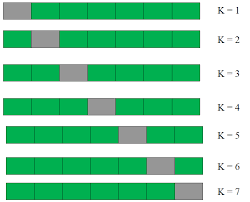 K = 1
K = 2
K = 3
K = 4
K = 5
K = 6
K = 7